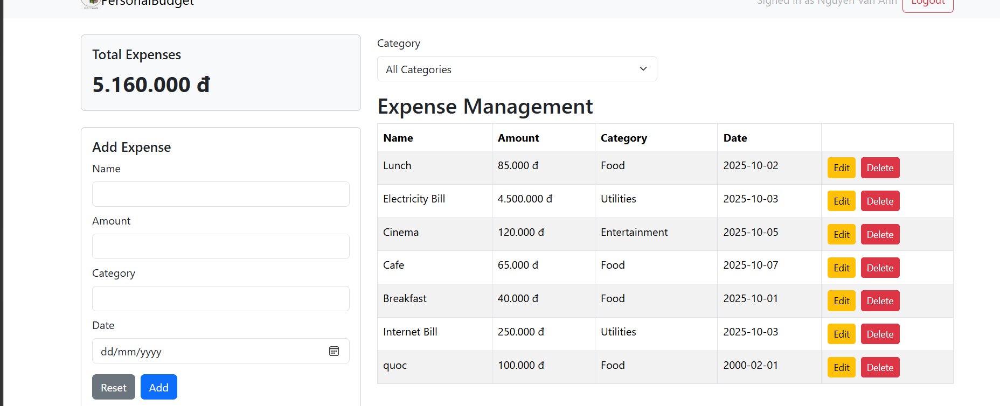 PersonalBudget
Signed in as Nguyen Van Anh
Logout
Total Expenses
5.160.000 đ
Add Expense
Name
Amount
Category
Date
dd/mm/yyyy
Reset Add
Category
All Categories
Expense Management
Name Amount Category Date
Lunch 85.000 đ Food 2025-10-02 Edit Delete
Electricity Bill 4.500.000 đ Utilities 2025-10-03 Edit Delete
Cinema 120.000 đ Entertainment 2025-10-05 Edit Delete
Cafe 65.000 đ Food 2025-10-07 Edit Delete
Breakfast 40.000 đ Food 2025-10-01 Edit Delete
Internet Bill 250.000 đ Utilities 2025-10-03 Edit Delete
quoc 100.000 đ Food 2000-02-01 Edit Delete